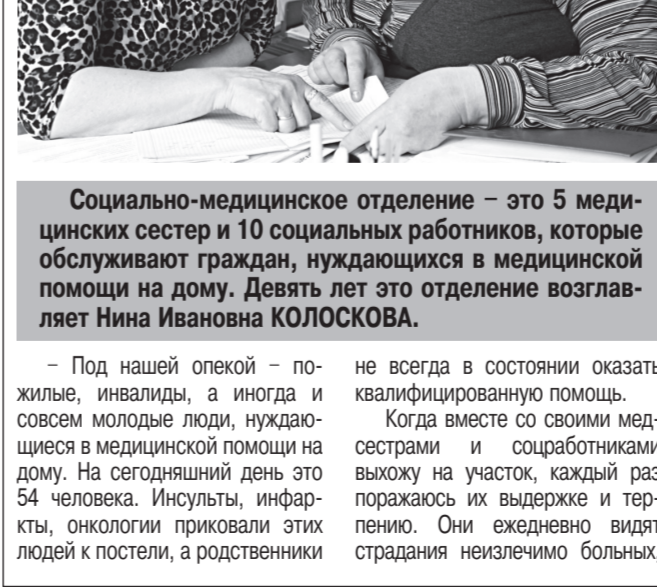 Социально-медицинское отделение – это 5 меди-
цинских сестер и 10 социальных работников, которые
обслуживают граждан, нуждающихся в медицинской
помощи на дому. Девять лет это отделение возглав-
ляет Нина Ивановна КОЛОСКОВА.
– Под нашей опекой – по-
жилые, инвалиды, а иногда и
совсем молодые люди, нуждаю-
щиеся в медицинской помощи на
дому. На сегодняшний день это
54 человека. Инсульты, инфар-
кты, онкологии приковали этих
людей к постели, а родственники
не всегда в состоянии оказать
квалифицированную помощь.
Когда вместе со своими мед-
сестрами и соцработниками
выхожу на участок, каждый раз
поражаюсь их выдержке и тер-
пению. Они ежедневно видят
страдания неизлечимо больных,